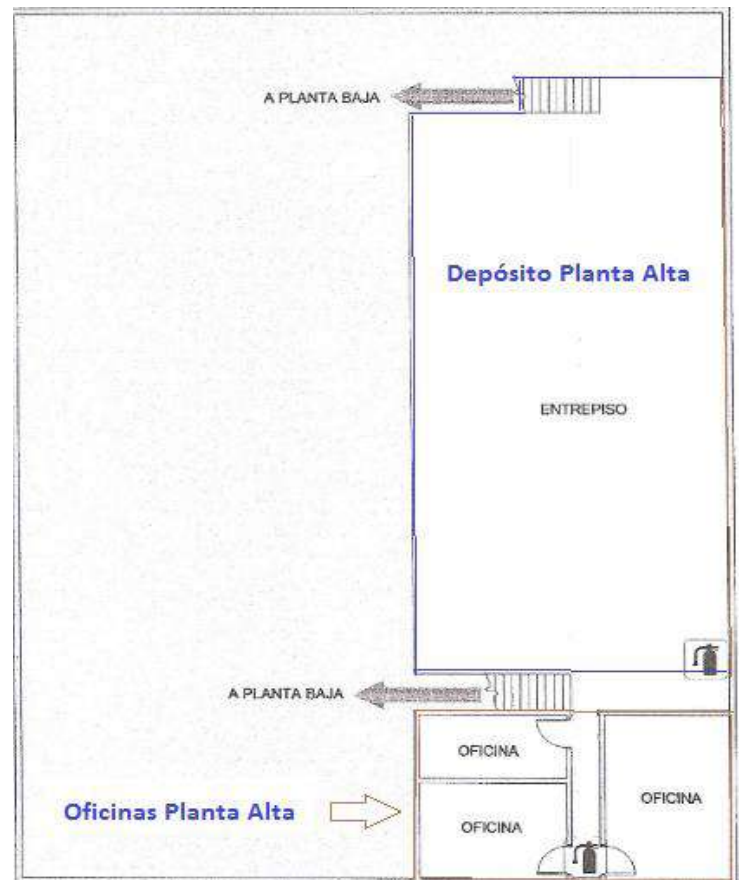 A PLANTA BAJA
Depósito Planta Alta
ENTREPISO
A PLANTA BAJA
OFICINA
OFICINA
Oficinas Planta Alta
OFICINA